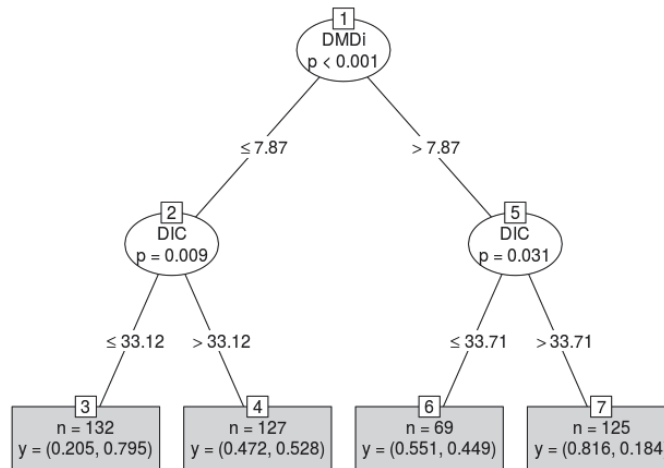 1
DMDi
p < 0.001
≤ 7.87
> 7.87
2
DIC
p = 0.009
5
DIC
p = 0.031
≤ 33.12
> 33.12
≤ 33.71
> 33.71
3
n = 132
y = (0.205, 0.795)
4
n = 127
y = (0.472, 0.528)
6
n = 69
y = (0.551, 0.449)
7
n = 125
y = (0.816, 0.184)